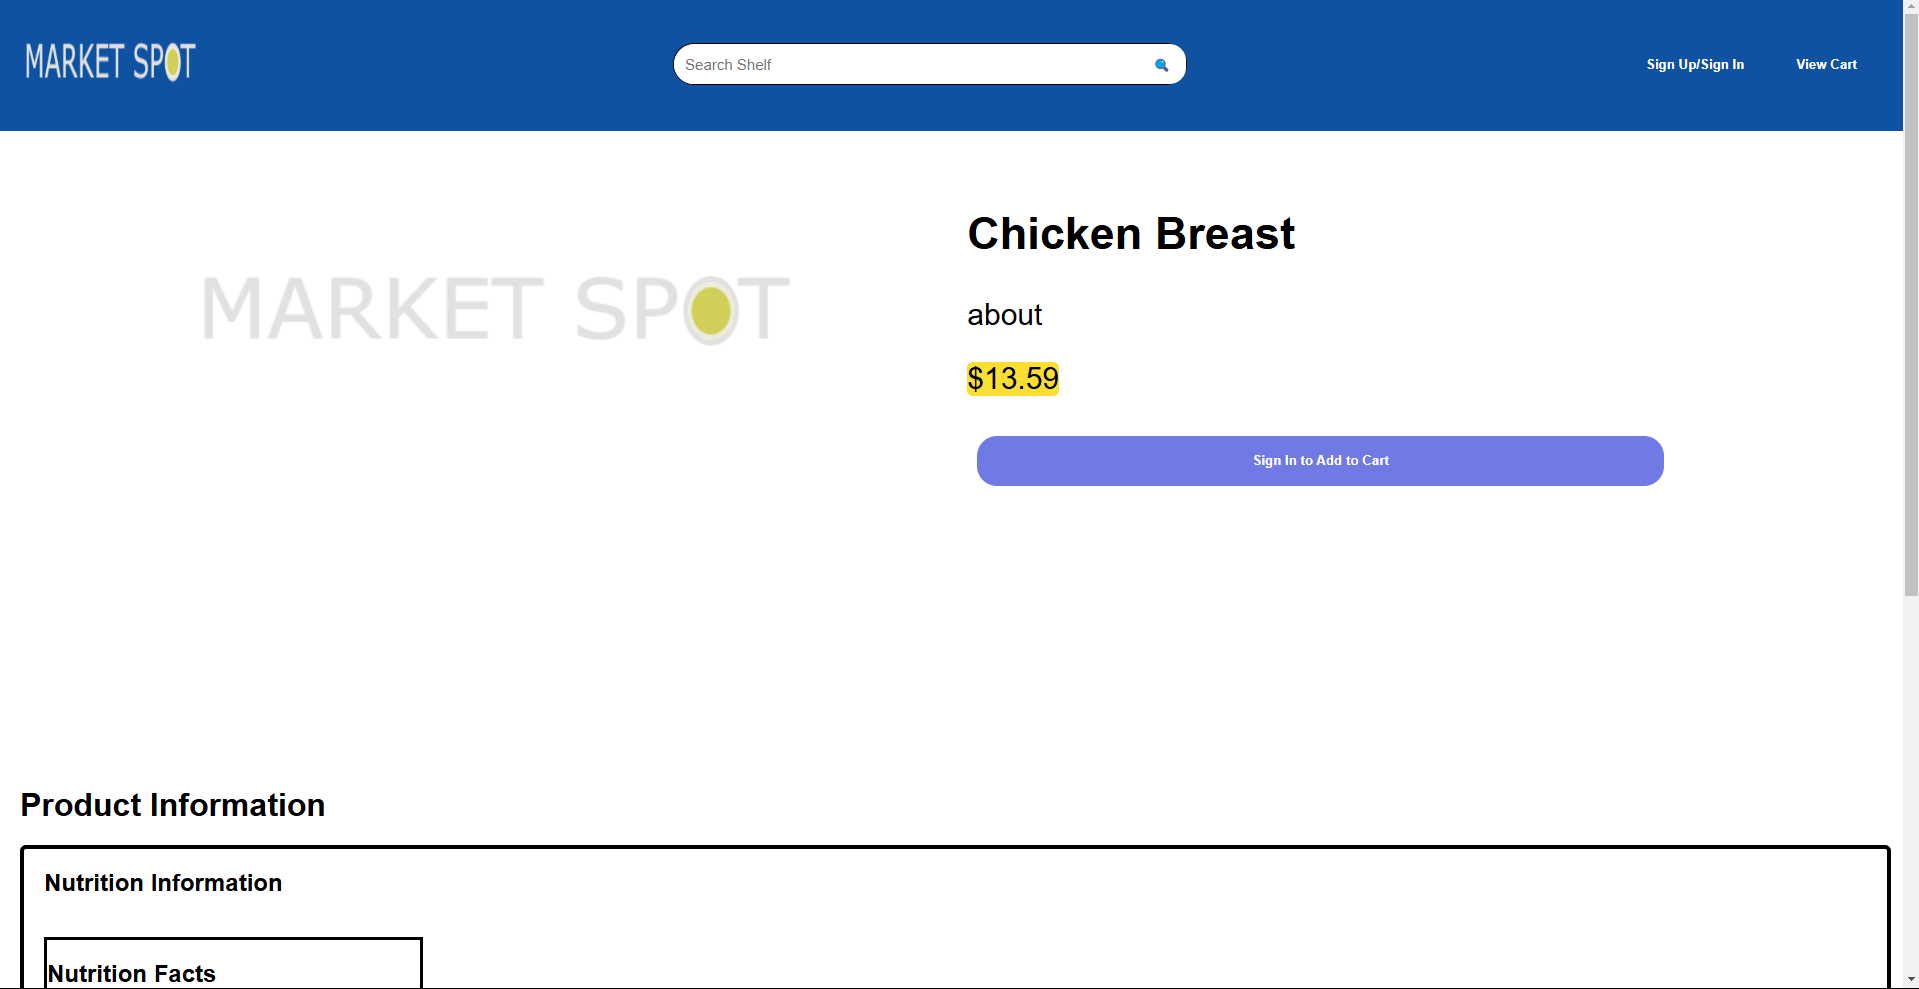 MARKET SPOT
Search Shelf
Sign Up/Sign In
View Cart
MARKET SPOT
Chicken Breast
about
$13.59
Sign In to Add to Cart
Product Information
Nutrition Information
Nutrition Facts